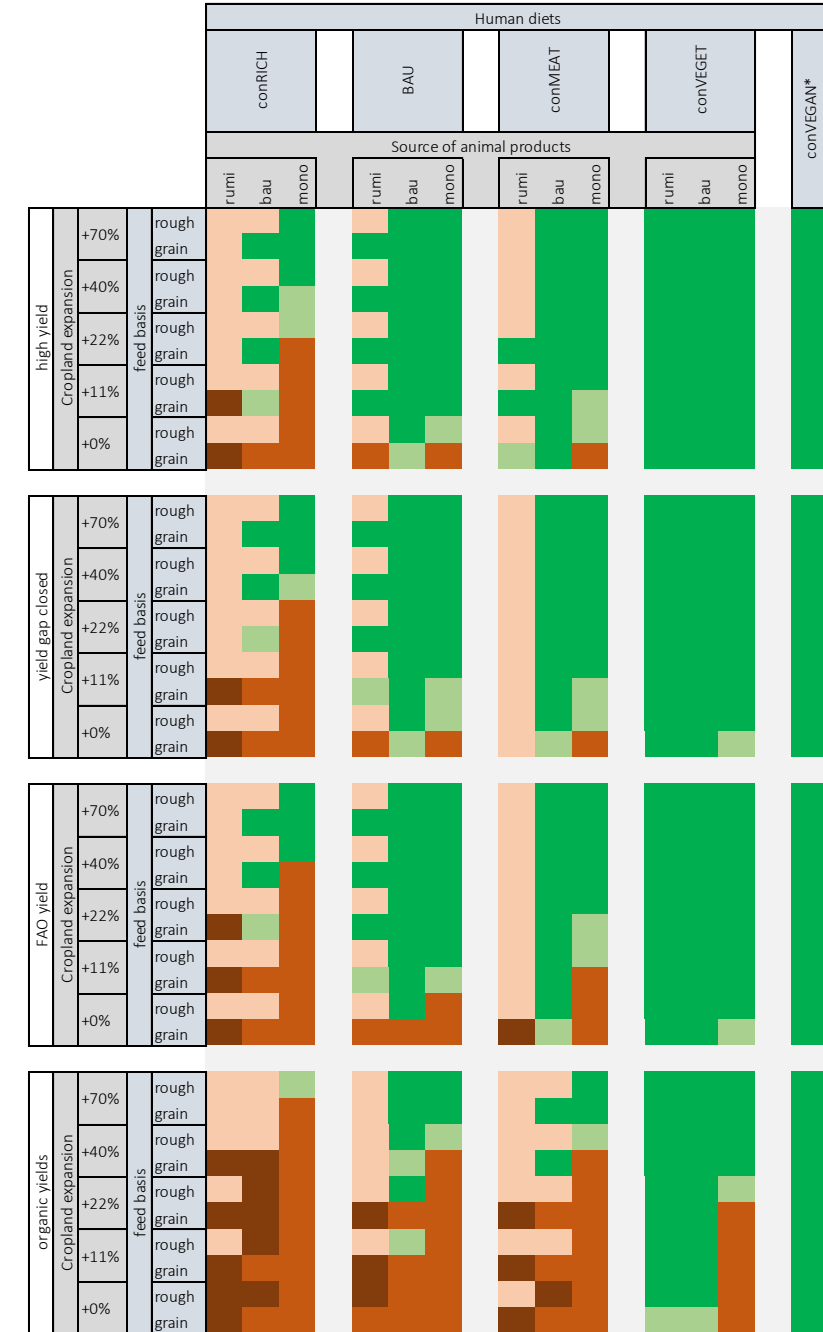 Human diets
conRICH
BAU
conMEAT
conVEGET
conVEGAN*
Source of animal products
rumi
bau
mono
rumi
bau
mono
rumi
bau
mono
rumi
bau
mono
high yield
Cropland expansion
feed basis
+70%
rough
grain
+40%
rough
grain
+22%
rough
grain
+11%
rough
grain
+0%
rough
grain
yield gap closed
Cropland expansion
feed basis
+70%
rough
grain
+40%
rough
grain
+22%
rough
grain
+11%
rough
grain
+0%
rough
grain
FAO yield
Cropland expansion
feed basis
+70%
rough
grain
+40%
rough
grain
+22%
rough
grain
+11%
rough
grain
+0%
rough
grain
organic yields
Cropland expansion
feed basis
+70%
rough
grain
+40%
rough
grain
+22%
rough
grain
+11%
rough
grain
+0%
rough
grain